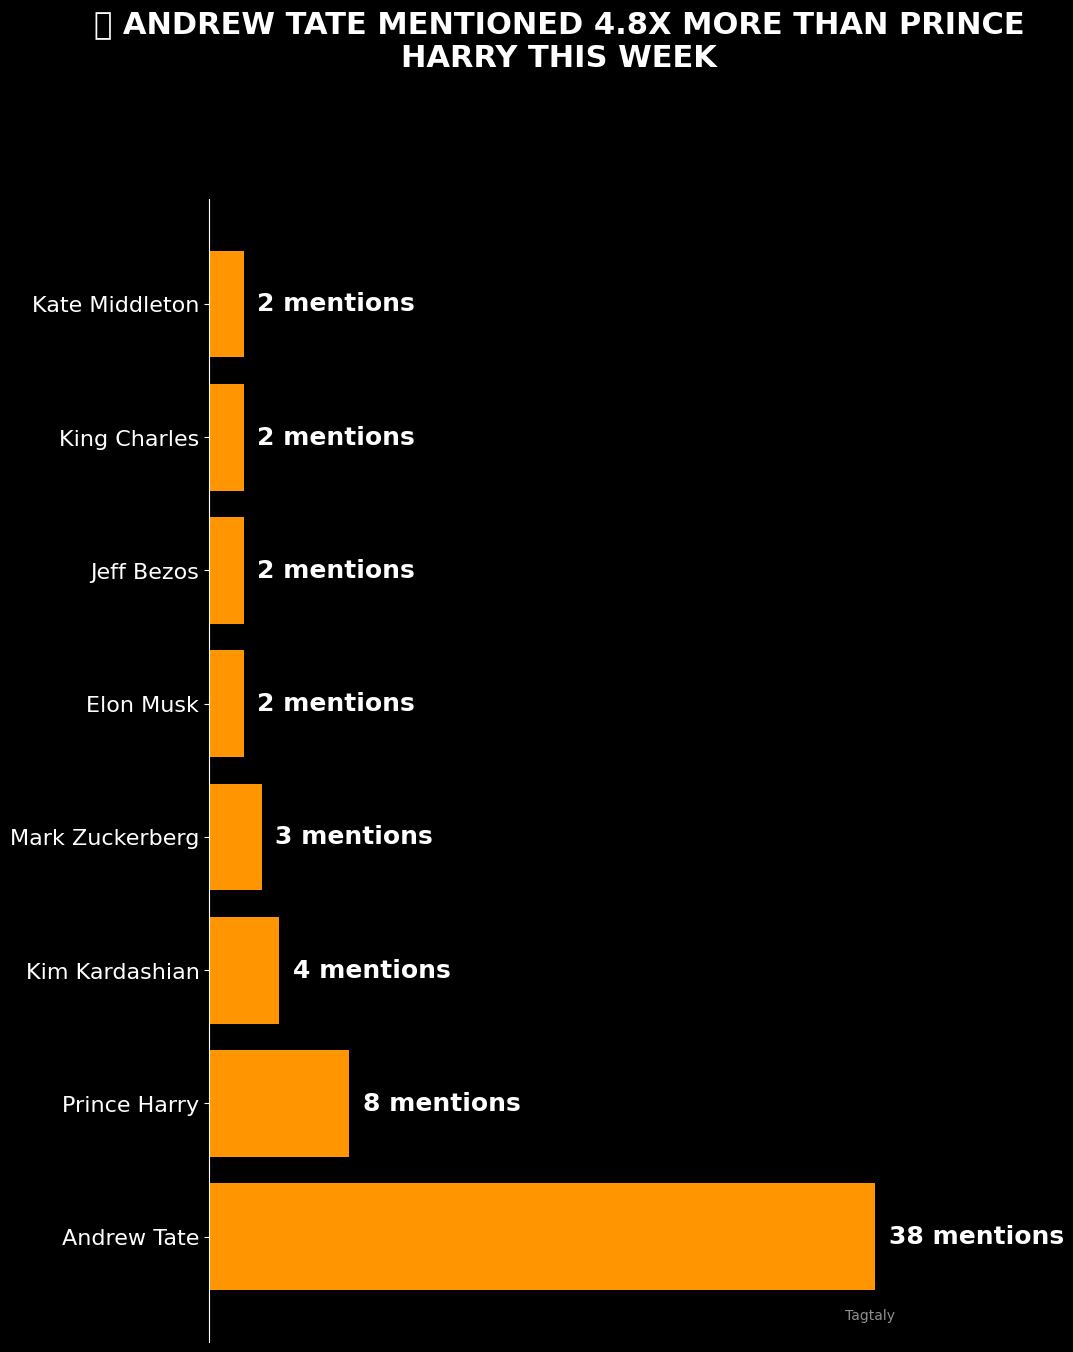 ANDREW TATE MENTIONED 4.8X MORE THAN PRINCE
HARRY THIS WEEK
Kate Middleton
2 mentions
King Charles
2 mentions
Jeff Bezos
2 mentions
Elon Musk
2 mentions
Mark Zuckerberg
3 mentions
Kim Kardashian
4 mentions
Prince Harry
8 mentions
Andrew Tate
38 mentions
Tagtaly